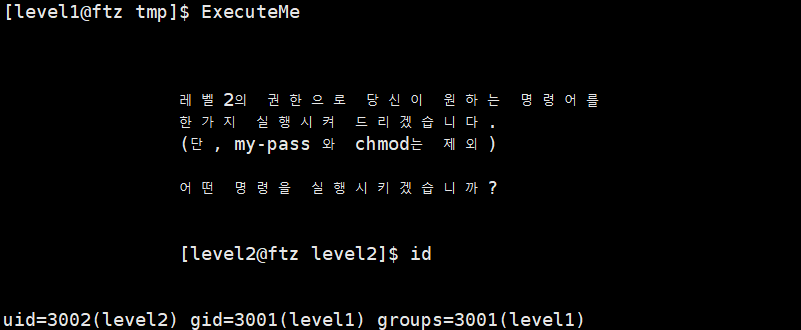 [level1@ftz tmp]$ ExecuteMe
레벨2의 권한으로 당신이 원하는 명령어를
한가지 실행시켜 드리겠습니다.
(단, my-pass 와 chmod는 제외)
어떤 명령을 실행시키겠습니까?
[level2@ftz level2]$ id
uid=3002(level2) gid=3001(level1) groups=3001(level1)